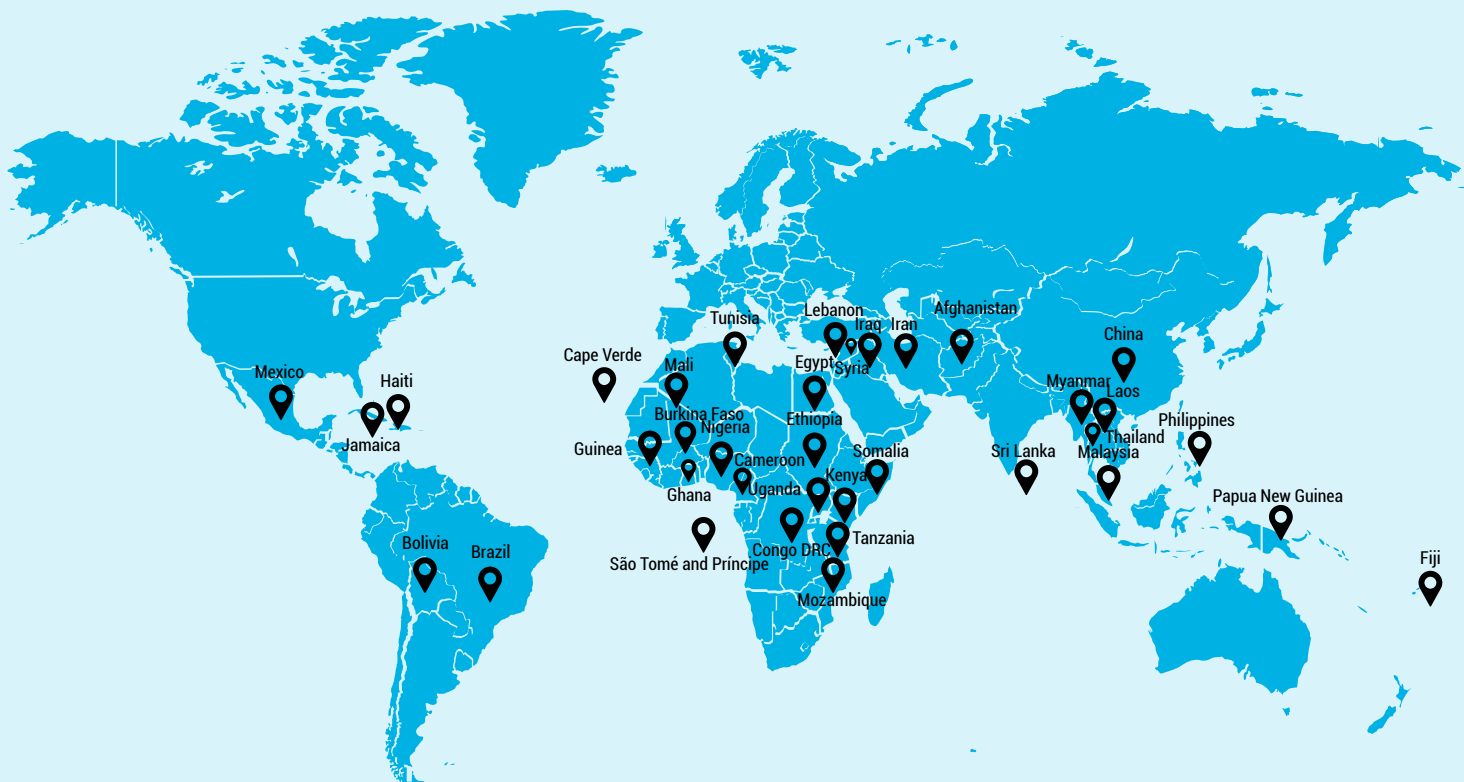 Lebanon
Afghanistan
Tunisia
Iraq
Iran
China
Cape Verde
Mali
Egypt
Syria
Mexico
Haiti
Myanmar
Laos
Burkina Faso
Nigeria
Ethiopia
Philippines
Jamaica
Guinea
Cameroon
Somalia
Sri Lanka
Thailand
Malaysia
Kenya
Uganda
Ghana
Papua New Guinea
Bolivia
Brazil
Congo DRC
Tanzania
São Tomé and Príncipe
Fiji
Mozambique